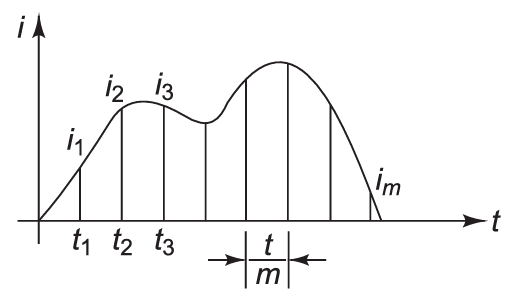 i
i₁
i₂
i₃
iₘ
t₁ t₂ t₃
t
t
m